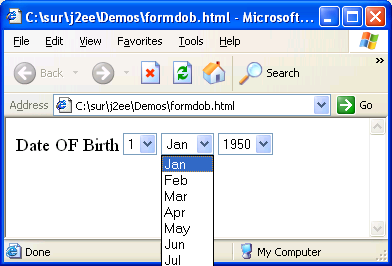 C:\sur\j2ee\Demos\formdob.html - Microsoft...
File Edit View Favorites Tools Help
Back Search
Address C:\sur\j2ee\Demos\formdob.html Go
Date OF Birth 1 Jan 1950
Jan
Feb
Mar
Apr
May
Jun
Jul
Done My Computer